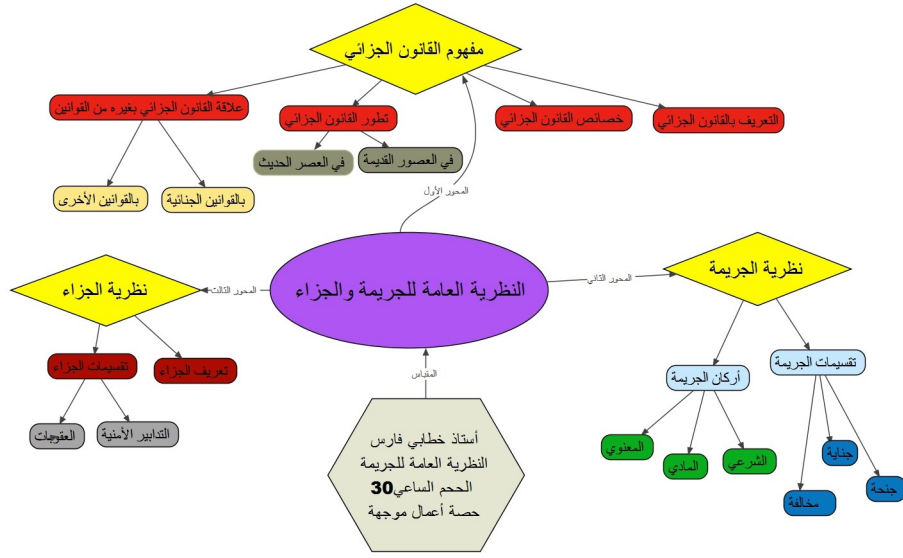 مفهوم القانون الجزائي
التعريف بالقانون الجزائي
خصائص القانون الجزائي
تطور القانون الجزائي
علاقة القانون الجزائي بغيره من القوانين
في العصور القديمة
في العصر الحديث
بالقوانين الجنائية
بالقوانين الأخرى
المحور الأول
النظرية العامة للجريمة والجزاء
المحور الثاني
نظرية الجريمة
تقسيمات الجريمة
أركان الجريمة
جناية
جنحة
مخالفة
الشرعي
المادي
المعنوي
المحور الثالث
نظرية الجزاء
تعريف الجزاء
تقسيمات الجزاء
التدابير الأمنية
العقوبات
المقياس
أستاذ خطابي فارس
النظرية العامة للجريمة
الحجم الساعي30
حصة أعمال موجهة